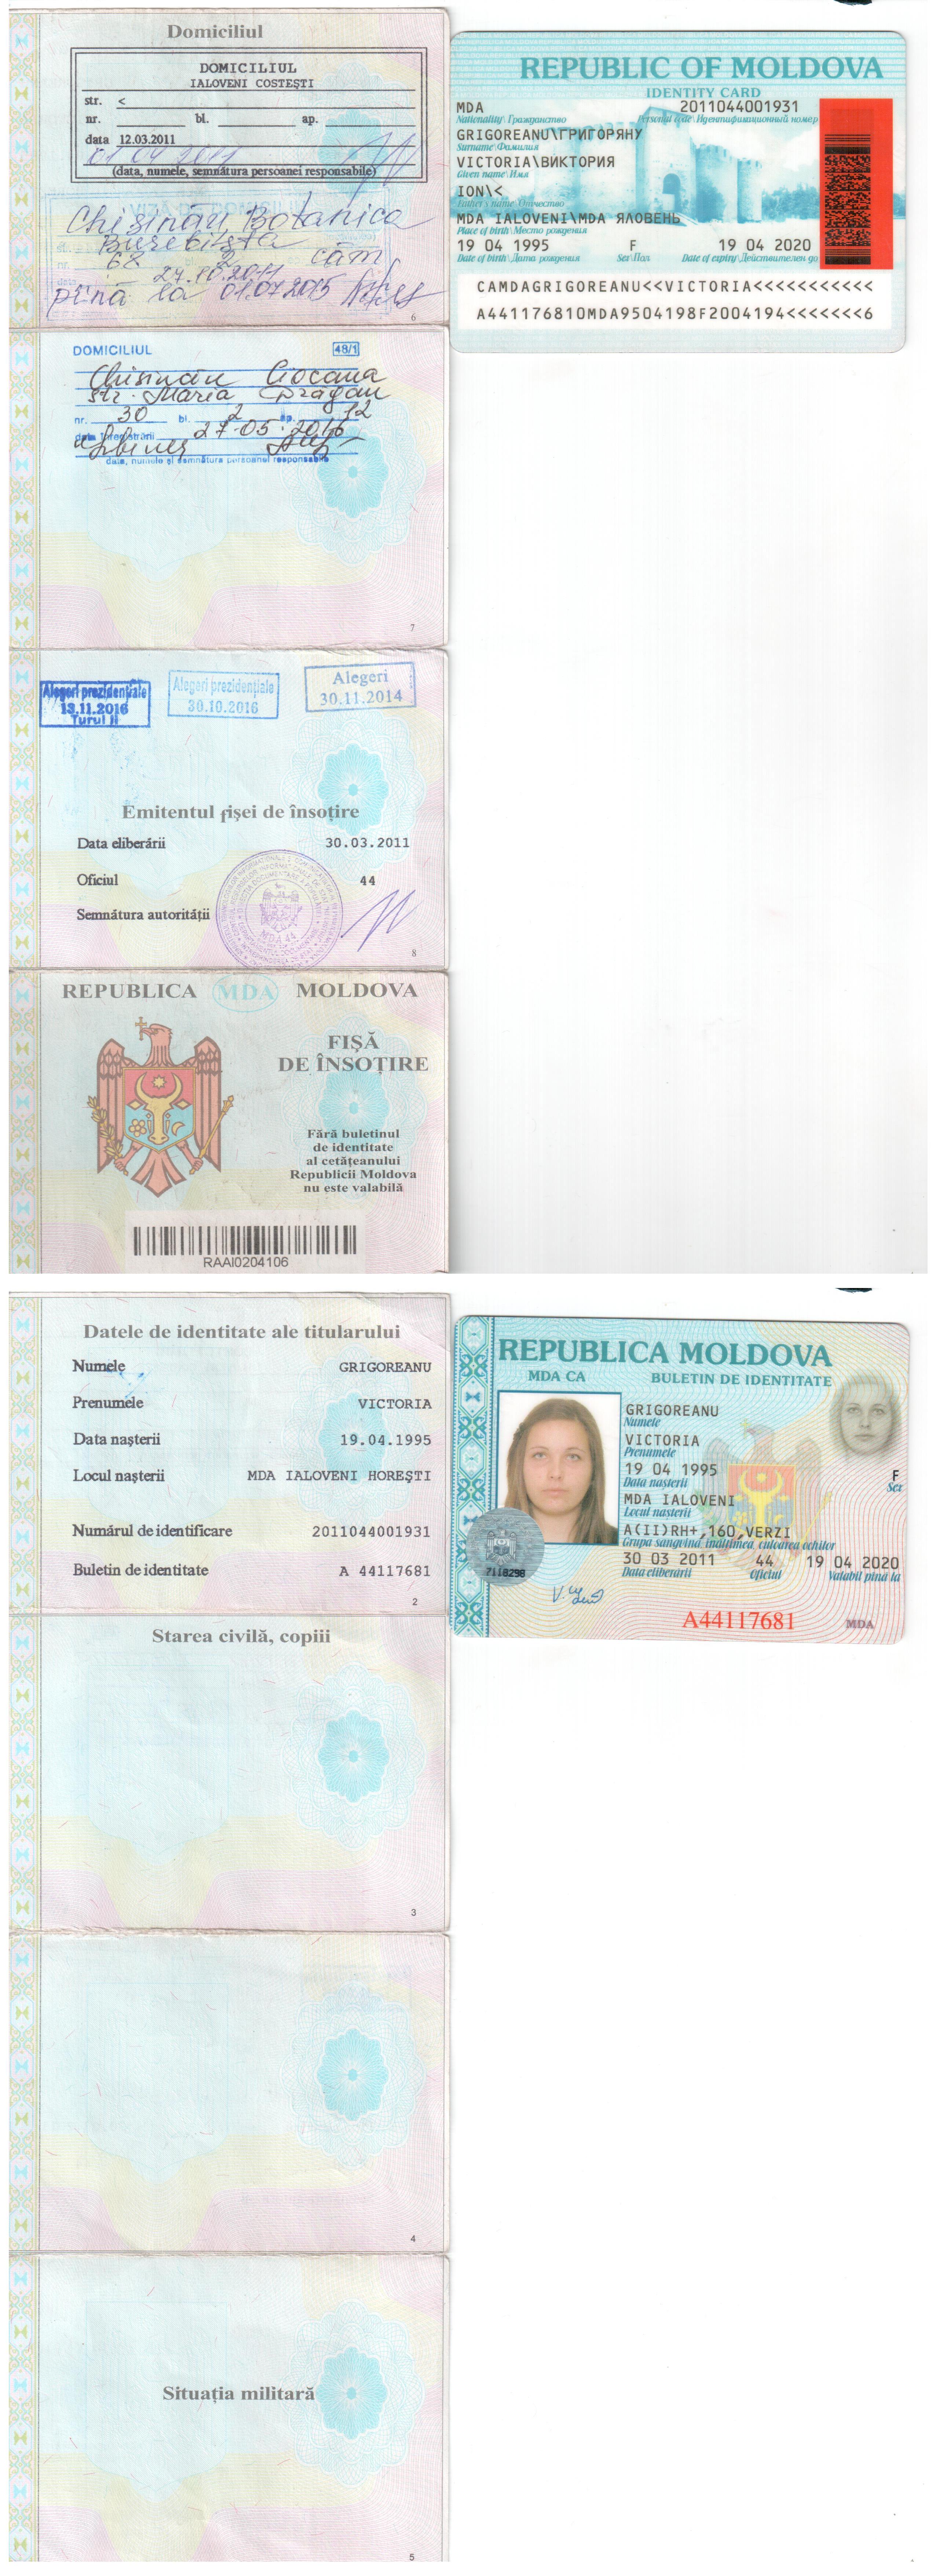 Domiciliul
DOMICILIUL
IALOVENI COSTEŞTI
str. <
nr. bl. ap.
data 12.03.2011
01 04 2011
(data, numele, semnătura persoanei responsabile)
Chişinău, Botanica
Burebista
62 2 căm
24.10.2011
pînă la 01.07.2015
6
DOMICILIUL 48/1
Chisinău Ciocana
str. Maria Drăgan
nr. 30 bl. 2 ap. 12
data înregistrării 27.05.2016
data, numele şi semnătura persoanei responsabile
7
Alegeri prezidenţiale
13.11.2016
Turul II
Alegeri prezidenţiale
30.10.2016
Alegeri
30.11.2014
Emitentul fişei de însoţire
Data eliberării 30.03.2011
Oficiul 44
Semnătura autorităţii
MDA 44
8
REPUBLICA MDA MOLDOVA
FIŞĂ
DE ÎNSOŢIRE
Fără buletinul
de identitate
al cetăţeanului
Republicii Moldova
nu este valabilă
RAAI0204106
REPUBLIC OF MOLDOVA
IDENTITY CARD
MDA 2011044001931
Nationality\Гражданство Personal code\Идентификационный номер
GRIGOREANU\ГРИГОРЯНУ
Surname\Фамилия
VICTORIA\ВИКТОРИЯ
Given name\Имя
ION\<
Father's name\Отчество
MDA IALOVENI\MDA ЯЛОВЕНЬ
Place of birth\Место рождения
19 04 1995 F 19 04 2020
Date of birth\Дата рождения Sex\Пол Date of expiry\Действителен до
CAMDAGRIGOREANU<<VICTORIA<<<<<<<<<<<
A441176810MDA9504198F2004194<<<<<<<6
Datele de identitate ale titularului
Numele GRIGOREANU
Prenumele VICTORIA
Data naşterii 19.04.1995
Locul naşterii MDA IALOVENI HOREŞTI
Numărul de identificare 2011044001931
Buletin de identitate A 44117681
2
Starea civilă, copiii
3
4
Situaţia militară
5
REPUBLICA MOLDOVA
MDA CA BULETIN DE IDENTITATE
GRIGOREANU
Numele
VICTORIA
Prenumele
19 04 1995 F
Data naşterii Sex
MDA IALOVENI
Locul naşterii
A(II)RH+,160,VERZI
Grupa sangvină, înălţimea, culoarea ochilor
30 03 2011 44 19 04 2020
Data eliberării Oficiul Valabil pînă la
7118298
A44117681 MDA